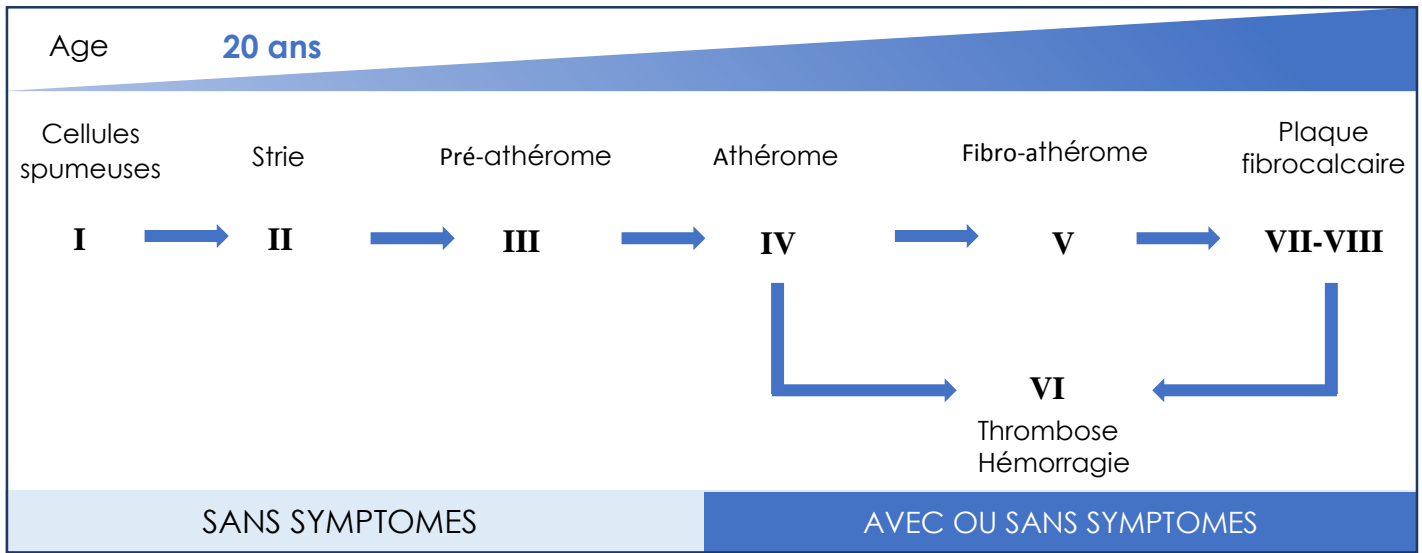 Age
20 ans
Cellules
spumeuses
Strie
Pré-athérome
Athérome
Fibro-athérome
Plaque
fibrocalcaire
I
II
III
IV
V
VII-VIII
VI
Thrombose
Hémorragie
SANS SYMPTOMES
AVEC OU SANS SYMPTOMES